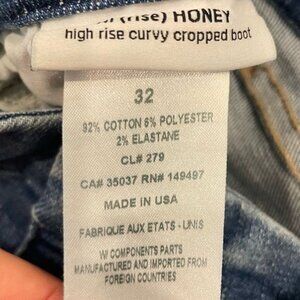 (rise) HONEY
high rise curvy cropped boot
32
92% COTTON 6% POLYESTER
2% ELASTANE
CL# 279
CA# 35037 RN# 149497
MADE IN USA
FABRIQUE AUX ETATS - UNIS
W/ COMPONENTS PARTS
MANUFACTURED AND IMPORTED FROM
FOREIGN COUNTRIES